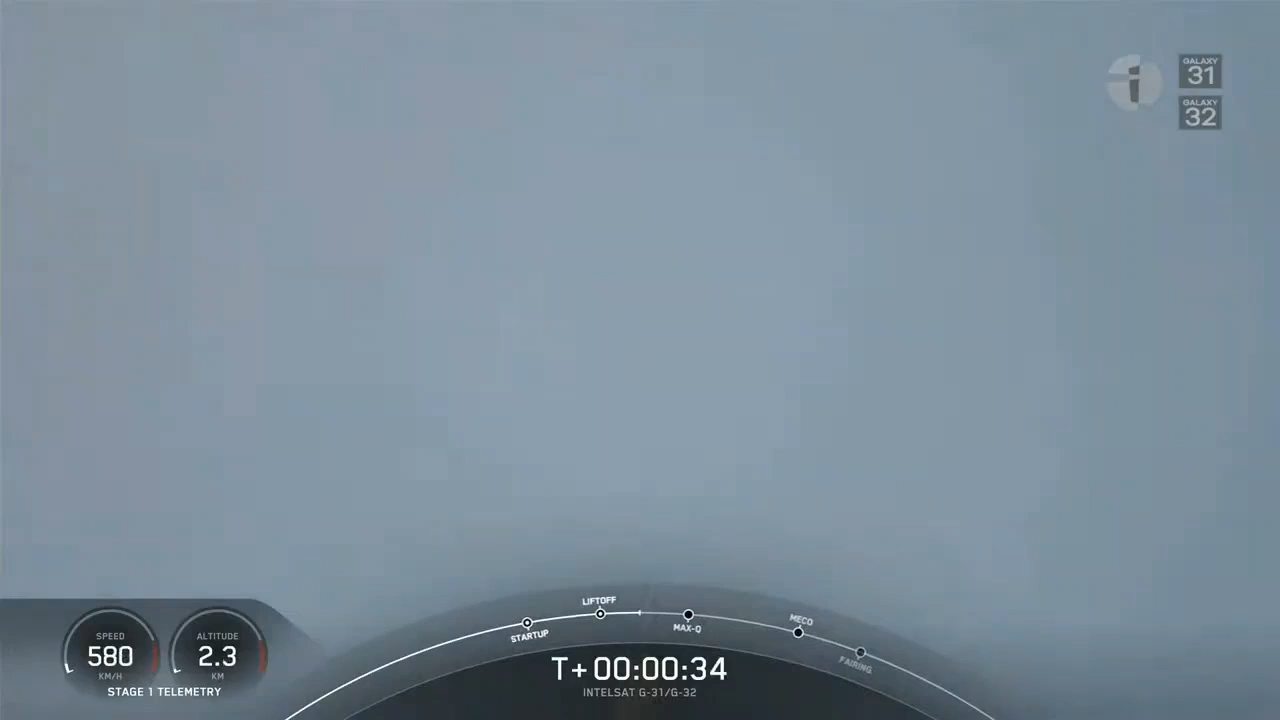 GALAXY
31
GALAXY
32
LIFTOFF
STARTUP
MAX-Q
MECO
FAIRING
SPEED
580
KM/H
ALTITUDE
2.3
KM
STAGE 1 TELEMETRY
T+00:00:34
INTELSAT G-31/G-32